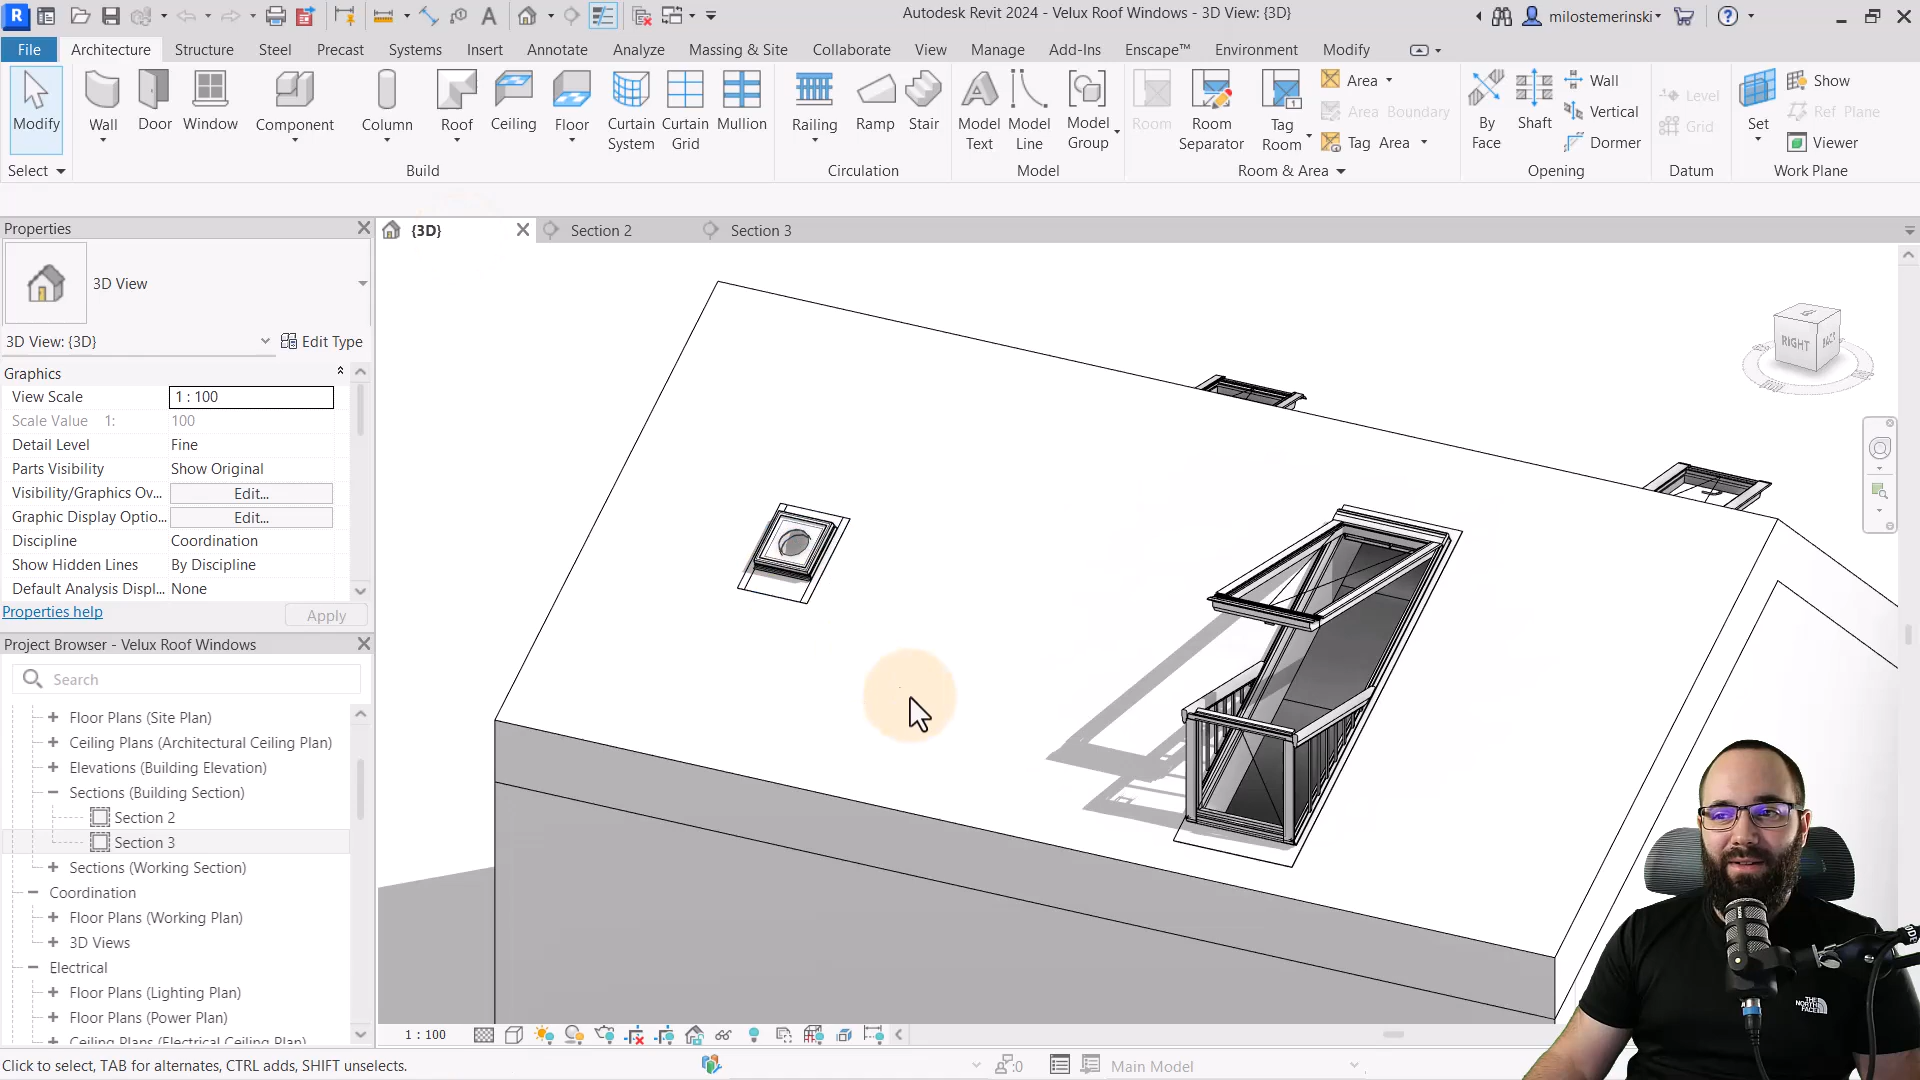 Autodesk Revit 2024 - Velux Roof Windows - 3D View: {3D}
milostemerinski
File Architecture Structure Steel Precast Systems Insert Annotate Analyze Massing & Site Collaborate View Manage Add-Ins Enscape™ Environment Modify
Modify
Wall
Door
Window
Component
Column
Roof
Ceiling
Floor
Curtain System
Curtain Grid
Mullion
Railing
Ramp
Stair
Model Text
Model Line
Model Group
Room
Room Separator
Tag Room
Area
Area Boundary
Tag Area
By Face
Shaft
Wall
Vertical
Dormer
Level
Grid
Set
Show
Ref Plane
Viewer
Select Build Circulation Model Room & Area Opening Datum Work Plane
Properties
{3D} Section 2 Section 3
3D View
3D View: {3D} Edit Type
Graphics
View Scale 1 : 100
Scale Value 1: 100
Detail Level Fine
Parts Visibility Show Original
Visibility/Graphics Ov... Edit...
Graphic Display Optio... Edit...
Discipline Coordination
Show Hidden Lines By Discipline
Default Analysis Displ... None
Properties help Apply
Project Browser - Velux Roof Windows
Search
Floor Plans (Site Plan)
Ceiling Plans (Architectural Ceiling Plan)
Elevations (Building Elevation)
Sections (Building Section)
Section 2
Section 3
Sections (Working Section)
Coordination
Floor Plans (Working Plan)
3D Views
Electrical
Floor Plans (Lighting Plan)
Floor Plans (Power Plan)
Ceiling Plans (Electrical Ceiling Plan)
RIGHT
BACK
THE NORTH FACE
1 : 100
Click to select, TAB for alternates, CTRL adds, SHIFT unselects.
:0
Main Model